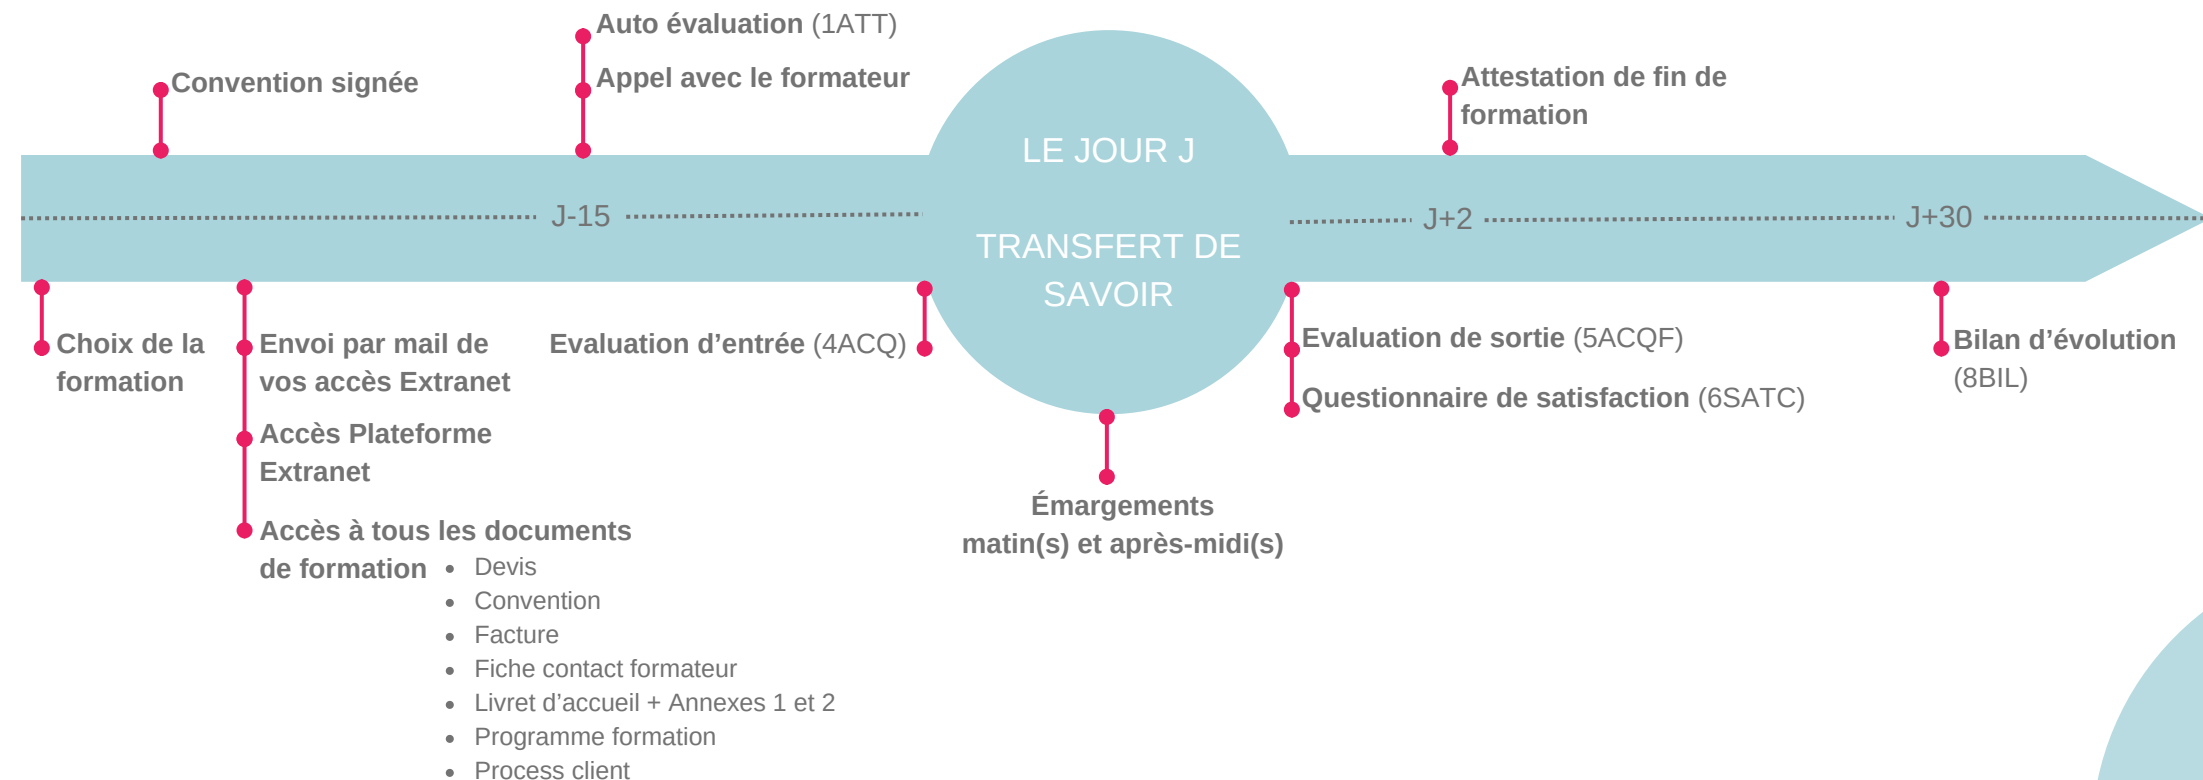 Auto évaluation (1ATT)
Convention signée
Appel avec le formateur
Attestation de fin de
formation
LE JOUR J
TRANSFERT DE
SAVOIR
J-15
J+2
J+30
Choix de la
formation
Envoi par mail de
vos accès Extranet
Accès Plateforme
Extranet
Accès à tous les documents
de formation
• Devis
• Convention
• Facture
• Fiche contact formateur
• Livret d’accueil + Annexes 1 et 2
• Programme formation
• Process client
Evaluation d’entrée (4ACQ)
Émargements
matin(s) et après-midi(s)
Evaluation de sortie (5ACQF)
Questionnaire de satisfaction (6SATC)
Bilan d’évolution
(8BIL)